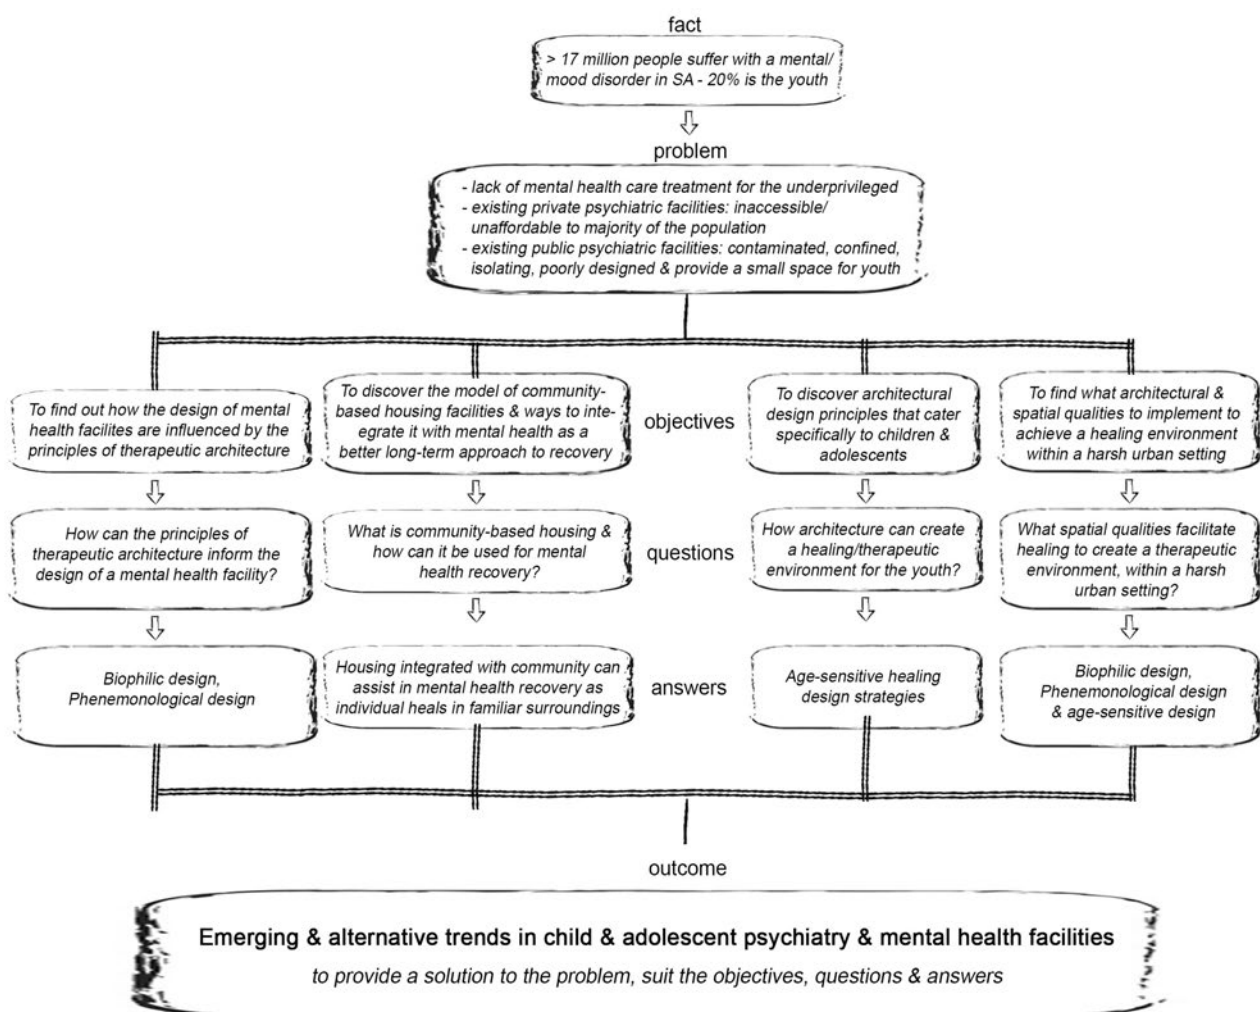 fact
> 17 million people suffer with a mental/
mood disorder in SA - 20% is the youth
problem
- lack of mental health care treatment for the underprivileged
- existing private psychiatric facilities: inaccessible/
unaffordable to majority of the population
- existing public psychiatric facilities: contaminated, confined,
isolating, poorly designed & provide a small space for youth
To find out how the design of mental
health facilites are influenced by the
principles of therapeutic architecture
To discover the model of community-
based housing facilities & ways to inte-
egrate it with mental health as a
better long-term approach to recovery
objectives
To discover architectural
design principles that cater
specifically to children &
adolescents
To find what architectural &
spatial qualities to implement to
achieve a healing environment
within a harsh urban setting
How can the principles of
therapeutic architecture inform the
design of a mental health facility?
What is community-based housing &
how can it be used for mental
health recovery?
questions
How architecture can create
a healing/therapeutic
environment for the youth?
What spatial qualities facilitate
healing to create a therapeutic
environment, within a harsh
urban setting?
Biophilic design,
Phenemonological design
Housing integrated with community can
assist in mental health recovery as
individual heals in familiar surroundings
answers
Age-sensitive healing
design strategies
Biophilic design,
Phenemonological design
& age-sensitive design
outcome
Emerging & alternative trends in child & adolescent psychiatry & mental health facilities
to provide a solution to the problem, suit the objectives, questions & answers